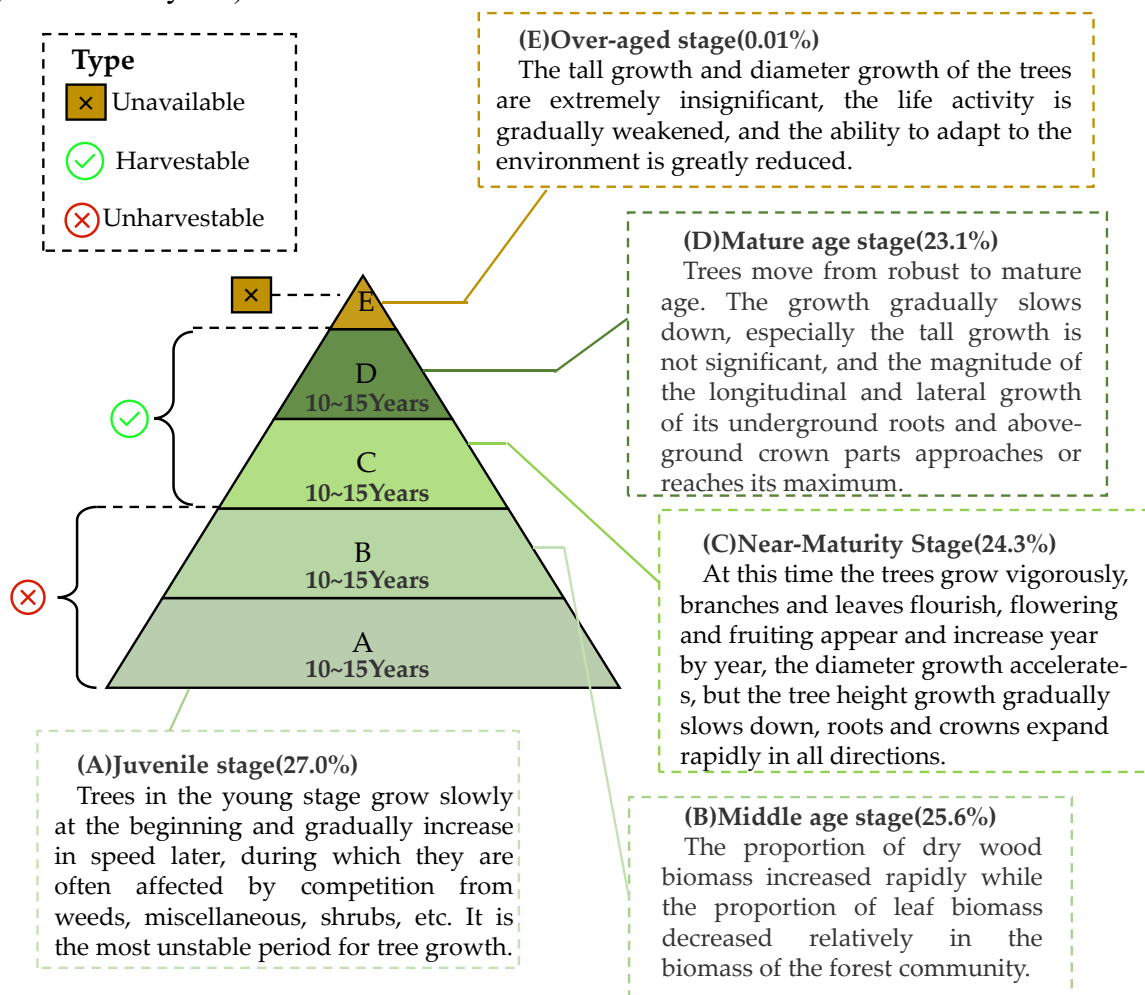 Type
Unavailable
Harvestable
Unharvestable
(E)Over-aged stage(0.01%)
The tall growth and diameter growth of the trees
are extremely insignificant, the life activity is
gradually weakened, and the ability to adapt to the
environment is greatly reduced.
(D)Mature age stage(23.1%)
Trees move from robust to mature
age. The growth gradually slows
down, especially the tall growth is
not significant, and the magnitude of
the longitudinal and lateral growth
of its underground roots and above-
ground crown parts approaches or
reaches its maximum.
E
D
10~15Years
C
10~15Years
B
10~15Years
A
10~15Years
(C)Near-Maturity Stage(24.3%)
At this time the trees grow vigorously,
branches and leaves flourish, flowering
and fruiting appear and increase year
by year, the diameter growth accelerate-
s, but the tree height growth gradually
slows down, roots and crowns expand
rapidly in all directions.
(A)Juvenile stage(27.0%)
Trees in the young stage grow slowly
at the beginning and gradually increase
in speed later, during which they are
often affected by competition from
weeds, miscellaneous, shrubs, etc. It is
the most unstable period for tree growth.
(B)Middle age stage(25.6%)
The proportion of dry wood
biomass increased rapidly while
the proportion of leaf biomass
decreased relatively in the
biomass of the forest community.